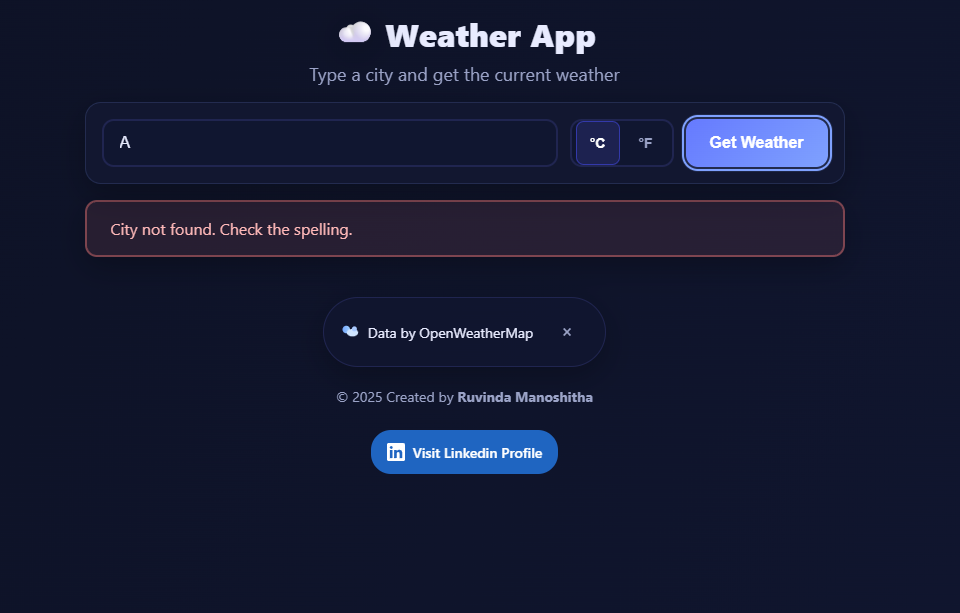 Weather App
Type a city and get the current weather
A
°C
°F
Get Weather
City not found. Check the spelling.
Data by OpenWeatherMap ×
© 2025 Created by Ruvinda Manoshitha
in Visit Linkedin Profile